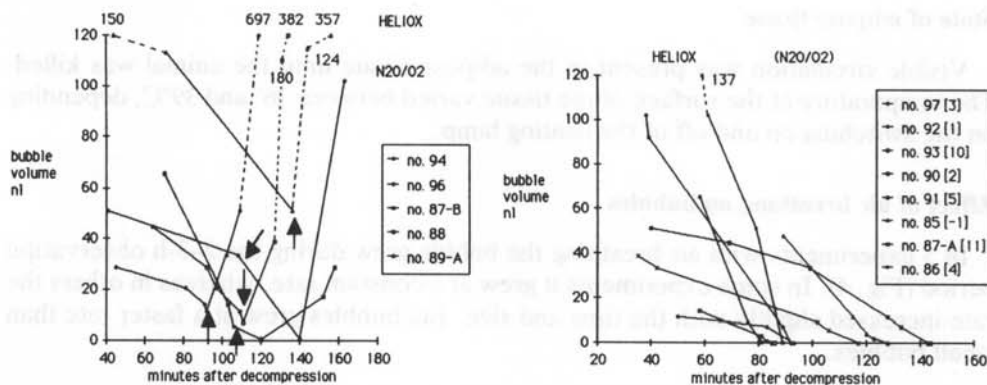 150 697 382 357 HELIOX
120
180 124 N20/02
100
80
bubble
volume
nl
60
40
20
0
40 60 80 100 120 140 160 180
minutes after decompression
no. 94
no. 96
no. 87-B
no. 88
no. 89-A
HELIOX (N20/02)
137
120
100
80
bubble
volume
nl
60
40
20
0
20 40 60 80 100 120 140 160
minutes after decompression
no. 97 [3]
no. 92 [1]
no. 93 [10]
no. 90 [2]
no. 91 [5]
no. 85 [-1]
no. 87-A [11]
no. 86 [4]